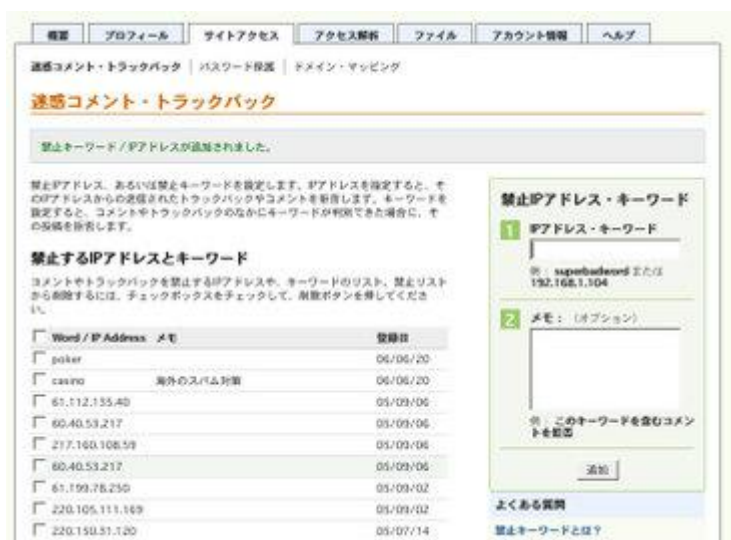 概要 プロフィール サイトアクセス アクセス解析 ファイル アカウント情報 ヘルプ
迷惑コメント・トラックバック | パスワード保護 | ドメイン・マッピング
迷惑コメント・トラックバック
禁止キーワード / IPアドレスが追加されました。
禁止IPアドレス、あるいは禁止キーワードを設定します。IPアドレスを指定すると、そ
のIPアドレスからの送信されたトラックバックやコメントを拒否します。キーワードを
設定すると、コメントやトラックバックのなかにキーワードが判別できた場合に、そ
の投稿を拒否します。
禁止するIPアドレスとキーワード
コメントやトラックバックを禁止するIPアドレスや、キーワードのリスト。禁止リスト
から削除するには、チェックボックスをチェックして、削除ボタンを押してくださ
い。
Word / IP Address メモ 登録日
poker 06/06/20
casino 海外のスパム対策 06/06/20
61.112.135.40 05/09/06
60.40.53.217 05/09/06
217.160.108.59 05/09/06
60.40.53.217 05/09/06
61.199.78.250 05/09/02
220.105.111.169 05/09/02
220.150.51.120 05/07/14
禁止IPアドレス・キーワード
1 IPアドレス・キーワード
例： superbadword または
192.168.1.104
2 メモ： (オプション)
例： このキーワードを含むコメン
トを拒否
追加
よくある質問
禁止キーワードとは？